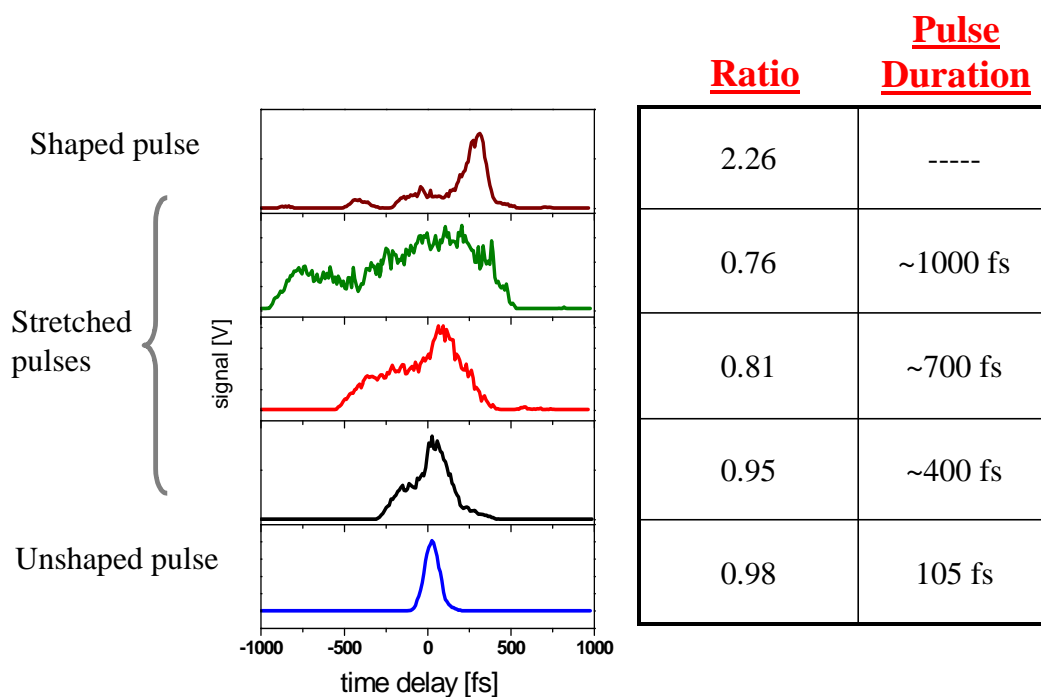 Ratio
Pulse
Duration
Shaped pulse
2.26
-----
Stretched
pulses
0.76
~1000 fs
0.81
~700 fs
0.95
~400 fs
Unshaped pulse
0.98
105 fs
signal [V]
-1000 -500 0 500 1000
time delay [fs]